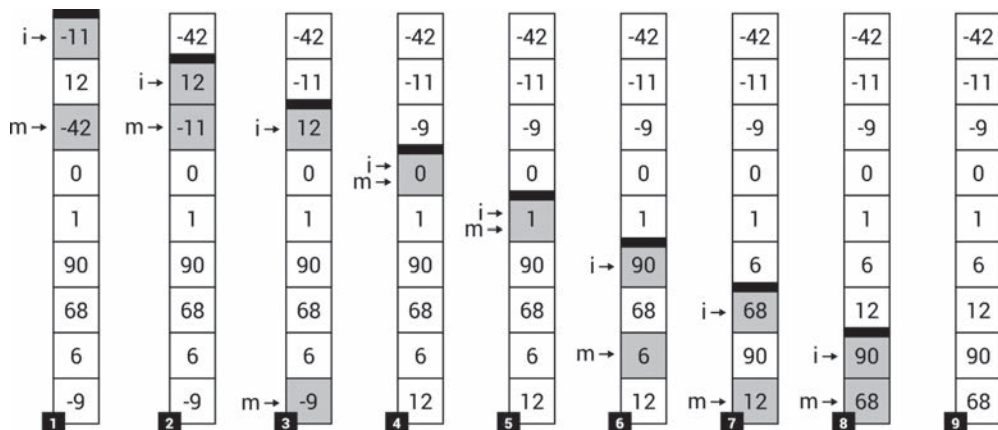 i→ -11 -42 -42 -42 -42 -42 -42 -42 -42
12 i→ 12 -11 -11 -11 -11 -11 -11 -11
m→ -42 m→ -11 i→ 12 -9 -9 -9 -9 -9 -9
0 0 0 i→ m→ 0 0 0 0 0 0
1 1 1 1 i→ m→ 1 1 1 1 1
90 90 90 90 90 i→ 90 6 6 6
68 68 68 68 68 68 i→ 68 12 12
6 6 6 6 6 m→ 6 90 i→ 90 90
-9 -9 m→ -9 12 12 12 m→ 12 m→ 68 68
1 2 3 4 5 6 7 8 9